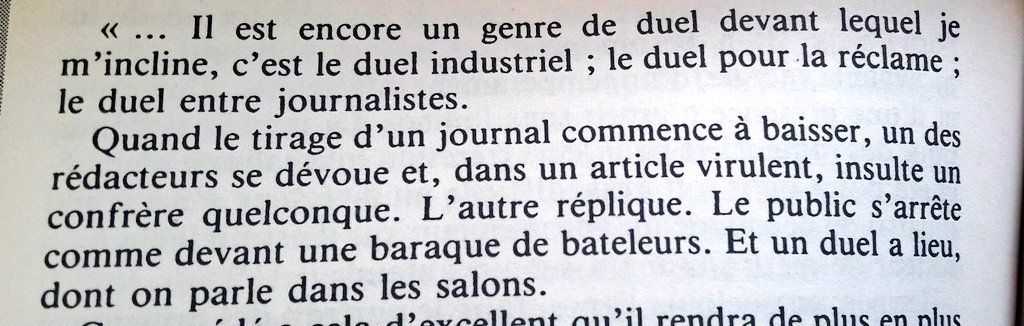 « ... Il est encore un genre de duel devant lequel je
m'incline, c'est le duel industriel ; le duel pour la réclame ;
le duel entre journalistes.
Quand le tirage d'un journal commence à baisser, un des
rédacteurs se dévoue et, dans un article virulent, insulte un
confrère quelconque. L'autre réplique. Le public s'arrête
comme devant une baraque de bateleurs. Et un duel a lieu,
dont on parle dans les salons.
cela d'excellent qu'il rendra de plus en plus